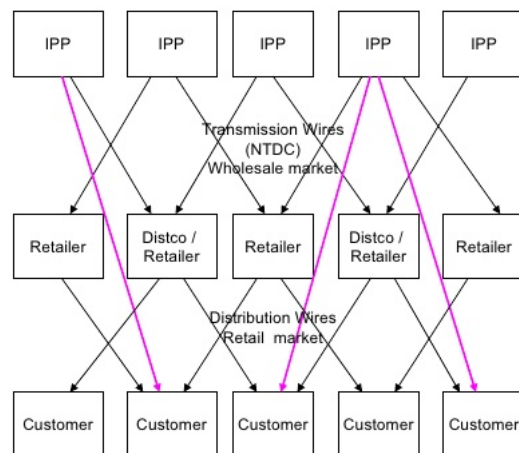 IPP IPP IPP IPP IPP
Transmission Wires
(NTDC)
Wholesale market
Retailer Distco / Retailer Retailer Distco / Retailer Retailer
Distribution Wires
Retail market
Customer Customer Customer Customer Customer